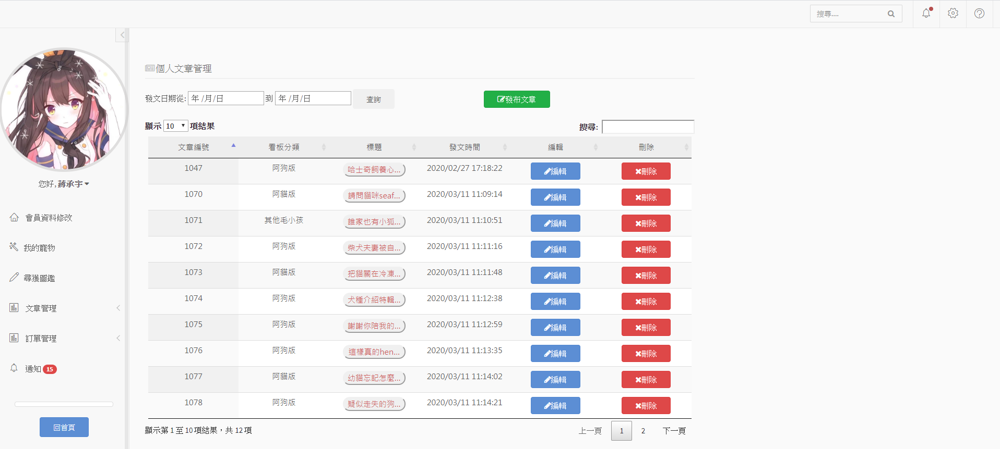 搜尋....
個人文章管理
發文日期從: 年 /月/日 到 年 /月/日 查詢 發布文章
顯示 10 項結果 搜尋:
文章編號 看板分類 標題 發文時間 編輯 刪除
1047 阿狗版 哈士奇飼養心... 2020/02/27 17:18:22 編輯 刪除
1070 阿貓版 請問貓咪seaf... 2020/03/11 11:09:14 編輯 刪除
1071 其他毛小孩 誰家也有小狐... 2020/03/11 11:10:51 編輯 刪除
1072 阿狗版 柴犬夫妻被自... 2020/03/11 11:11:16 編輯 刪除
1073 阿貓版 把貓關在冷凍... 2020/03/11 11:11:48 編輯 刪除
1074 阿狗版 犬種介紹特輯... 2020/03/11 11:12:38 編輯 刪除
1075 阿狗版 謝謝你陪我的... 2020/03/11 11:12:59 編輯 刪除
1076 阿狗版 這樣真的hen... 2020/03/11 11:13:35 編輯 刪除
1077 阿貓版 幼貓忘記怎麼... 2020/03/11 11:14:02 編輯 刪除
1078 阿狗版 疑似走失的狗... 2020/03/11 11:14:21 編輯 刪除
顯示第 1 至 10 項結果，共 12 項 上一頁 1 2 下一頁
您好, 蔣承宇
會員資料修改
我的寵物
尋獲圖鑑
文章管理
訂單管理
通知 15
回首頁